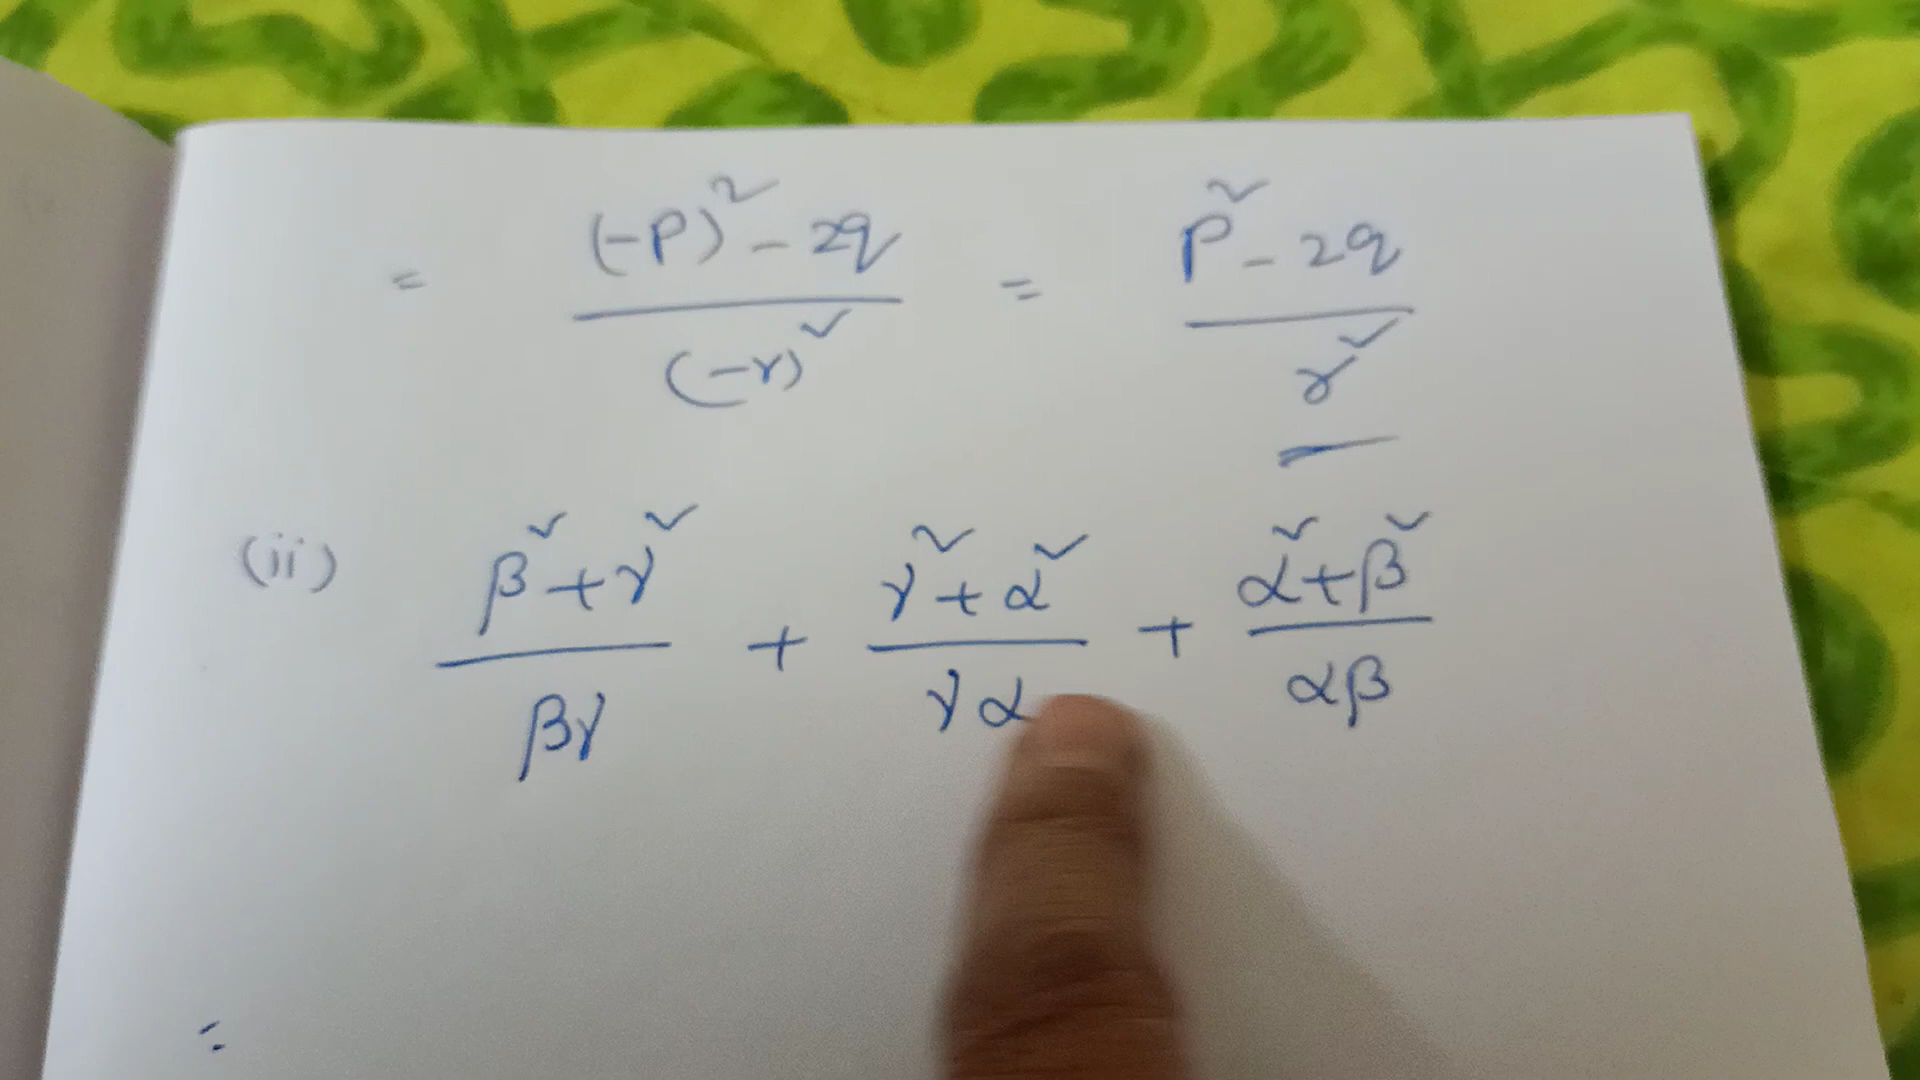 = (-P)² - 2q / (-r)² = P² - 2q / r²
(ii) β² + γ² / βγ + γ² + α² / γα + α² + β² / αβ
=